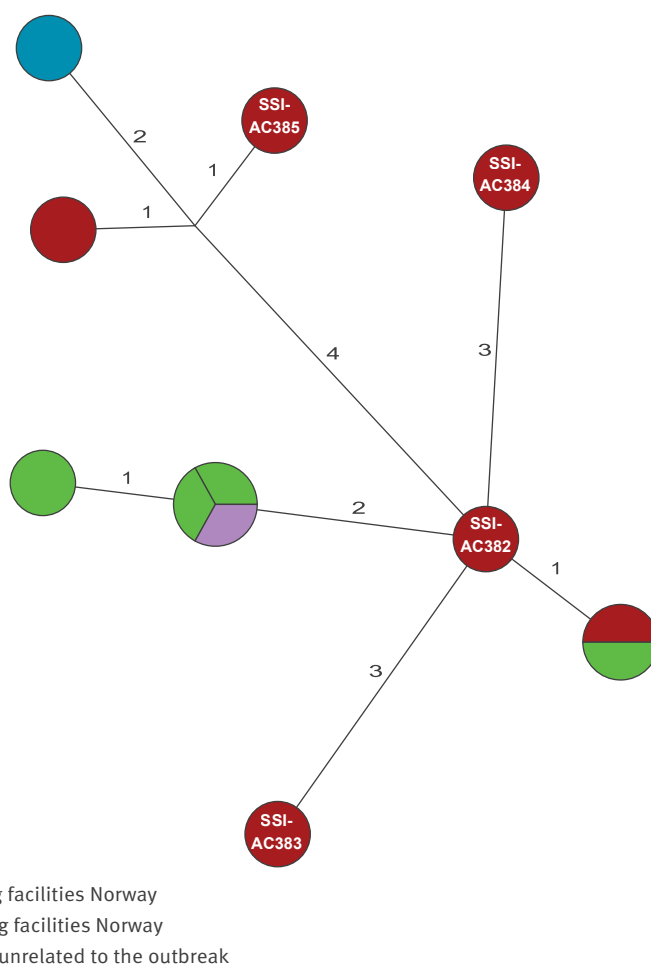 SSI-
AC385
2
1
SSI-
AC384
1
4
3
1
2
SSI-
AC382
1
3
SSI-
AC383
facilities Norway
facilities Norway
unrelated to the outbreak